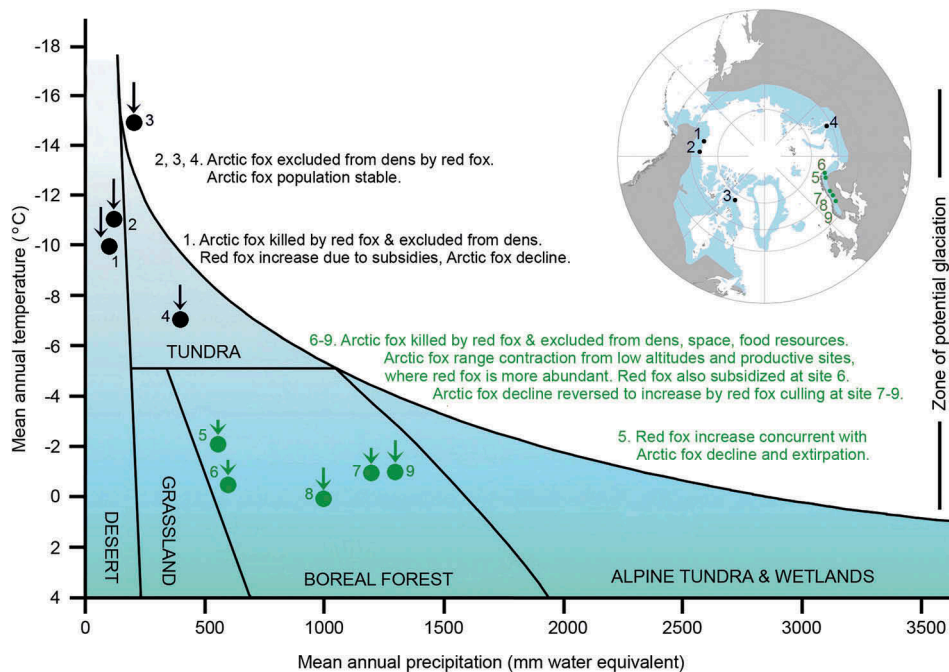 -18
-16
-14
-12
-10
-8
-6
-4
-2
0
2
4
Mean annual temperature (°C)
3
2
1
4
2, 3, 4. Arctic fox excluded from dens by red fox.
Arctic fox population stable.
1. Arctic fox killed by red fox & excluded from dens.
Red fox increase due to subsidies, Arctic fox decline.
1
2
3
4
6
5
7
8
9
Zone of potential glaciation
TUNDRA
6-9. Arctic fox killed by red fox & excluded from dens, space, food resources.
Arctic fox range contraction from low altitudes and productive sites,
where red fox is more abundant. Red fox also subsidized at site 6.
Arctic fox decline reversed to increase by red fox culling at site 7-9.
5. Red fox increase concurrent with
Arctic fox decline and extirpation.
5
6
8
7
9
DESERT
GRASSLAND
BOREAL FOREST
ALPINE TUNDRA & WETLANDS
0
500
1000
1500
2000
2500
3000
3500
Mean annual precipitation (mm water equivalent)